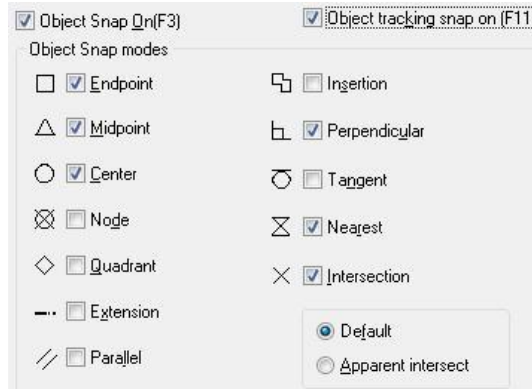 Object Snap On(F3)
Object tracking snap on (F11
Object Snap modes
Endpoint
Midpoint
Center
Node
Quadrant
Extension
Parallel
Insertion
Perpendicular
Tangent
Nearest
Intersection
Default
Apparent intersect